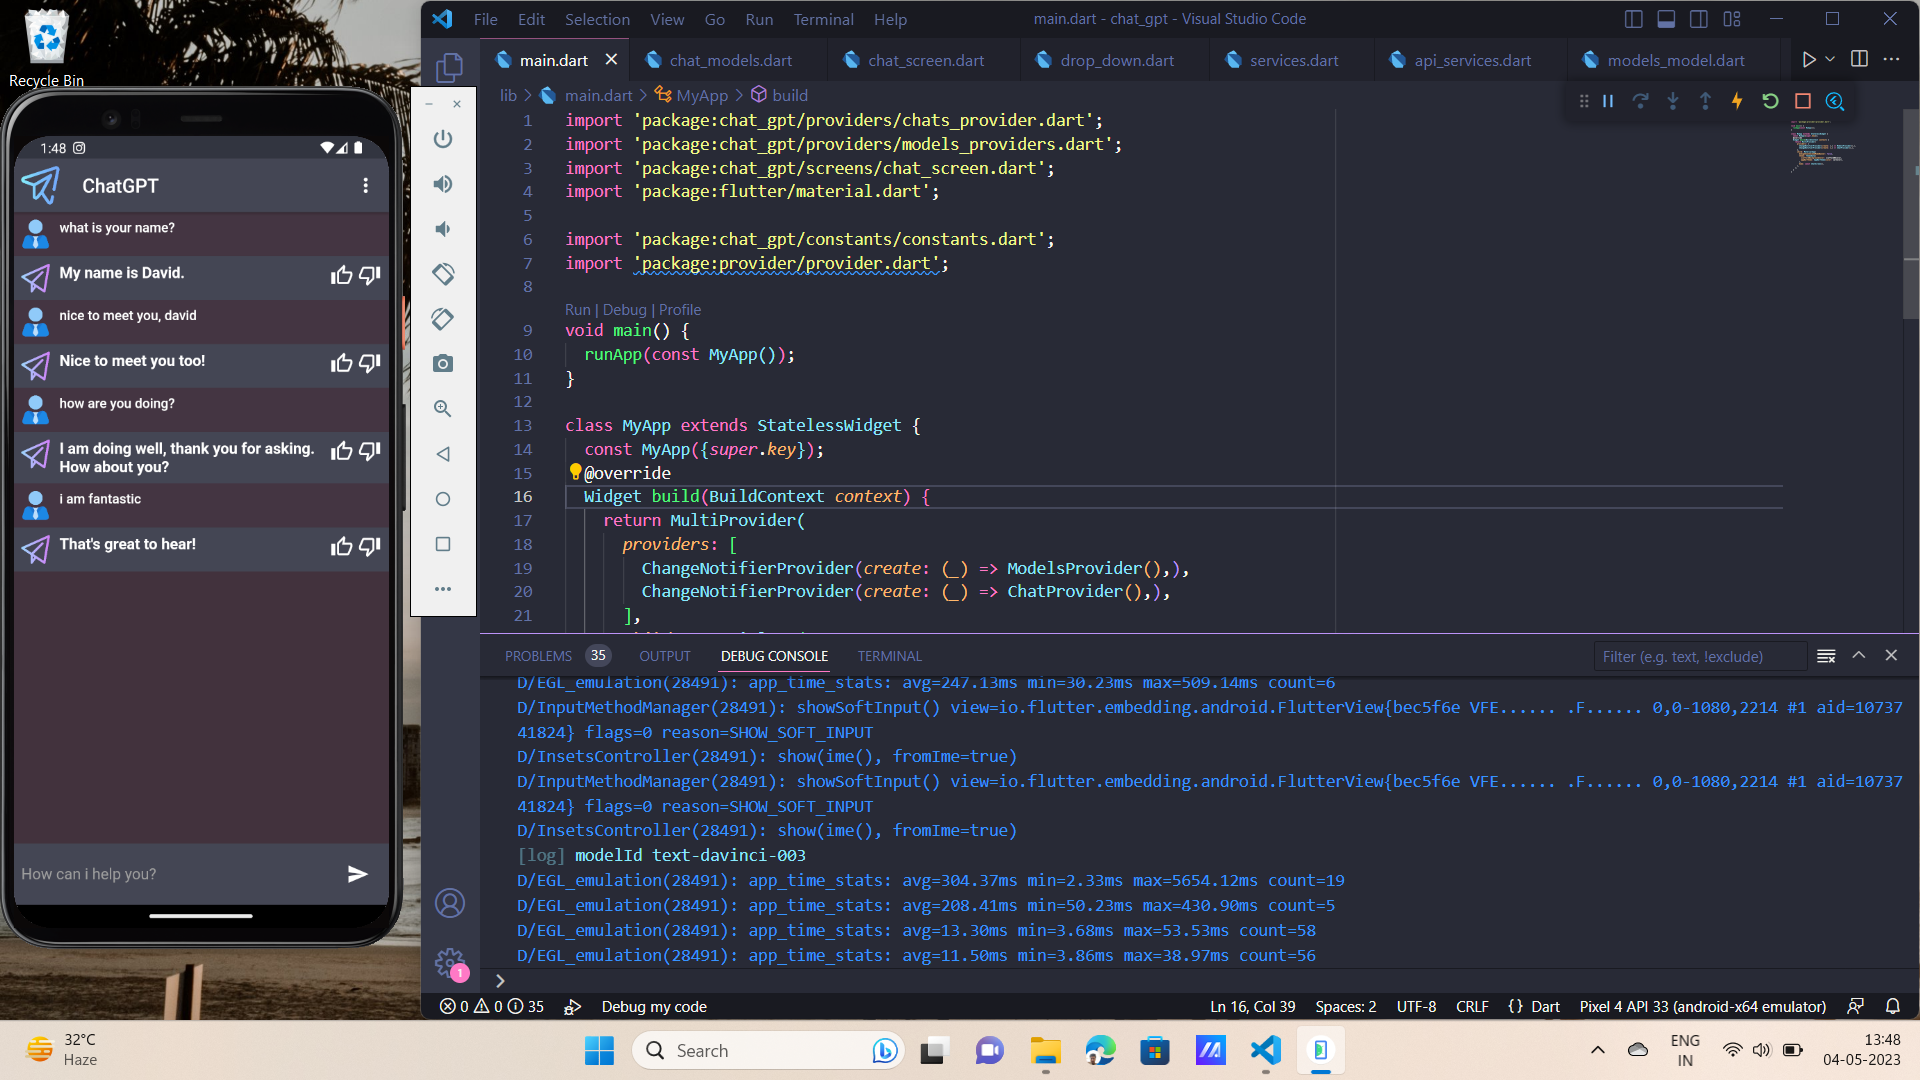 Recycle Bin
1:48
ChatGPT
what is your name?
My name is David.
nice to meet you, david
Nice to meet you too!
how are you doing?
I am doing well, thank you for asking.
How about you?
i am fantastic
That's great to hear!
How can i help you?
File Edit Selection View Go Run Terminal Help
main.dart - chat_gpt - Visual Studio Code
main.dart chat_models.dart chat_screen.dart drop_down.dart services.dart api_services.dart models_model.dart
lib > main.dart > MyApp > build
1 import 'package:chat_gpt/providers/chats_provider.dart';
2 import 'package:chat_gpt/providers/models_providers.dart';
3 import 'package:chat_gpt/screens/chat_screen.dart';
4 import 'package:flutter/material.dart';
5
6 import 'package:chat_gpt/constants/constants.dart';
7 import 'package:provider/provider.dart';
8
Run | Debug | Profile
9 void main() {
10 runApp(const MyApp());
11 }
12
13 class MyApp extends StatelessWidget {
14 const MyApp({super.key});
15 @override
16 Widget build(BuildContext context) {
17 return MultiProvider(
18 providers: [
19 ChangeNotifierProvider(create: (_) => ModelsProvider(),),
20 ChangeNotifierProvider(create: (_) => ChatProvider(),),
21 ],
PROBLEMS 35 OUTPUT DEBUG CONSOLE TERMINAL
Filter (e.g. text, !exclude)
D/EGL_emulation(28491): app_time_stats: avg=247.13ms min=30.23ms max=509.14ms count=6
D/InputMethodManager(28491): showSoftInput() view=io.flutter.embedding.android.FlutterView{bec5f6e VFE...... .F...... 0,0-1080,2214 #1 aid=10737
41824} flags=0 reason=SHOW_SOFT_INPUT
D/InsetsController(28491): show(ime(), fromIme=true)
D/InputMethodManager(28491): showSoftInput() view=io.flutter.embedding.android.FlutterView{bec5f6e VFE...... .F...... 0,0-1080,2214 #1 aid=10737
41824} flags=0 reason=SHOW_SOFT_INPUT
D/InsetsController(28491): show(ime(), fromIme=true)
[log] modelId text-davinci-003
D/EGL_emulation(28491): app_time_stats: avg=304.37ms min=2.33ms max=5654.12ms count=19
D/EGL_emulation(28491): app_time_stats: avg=208.41ms min=50.23ms max=430.90ms count=5
D/EGL_emulation(28491): app_time_stats: avg=13.30ms min=3.68ms max=53.53ms count=58
D/EGL_emulation(28491): app_time_stats: avg=11.50ms min=3.86ms max=38.97ms count=56
1
>
0 0 35 Debug my code
Ln 16, Col 39 Spaces: 2 UTF-8 CRLF {} Dart Pixel 4 API 33 (android-x64 emulator)
32°C
Haze
Search
ENG
IN
13:48
04-05-2023